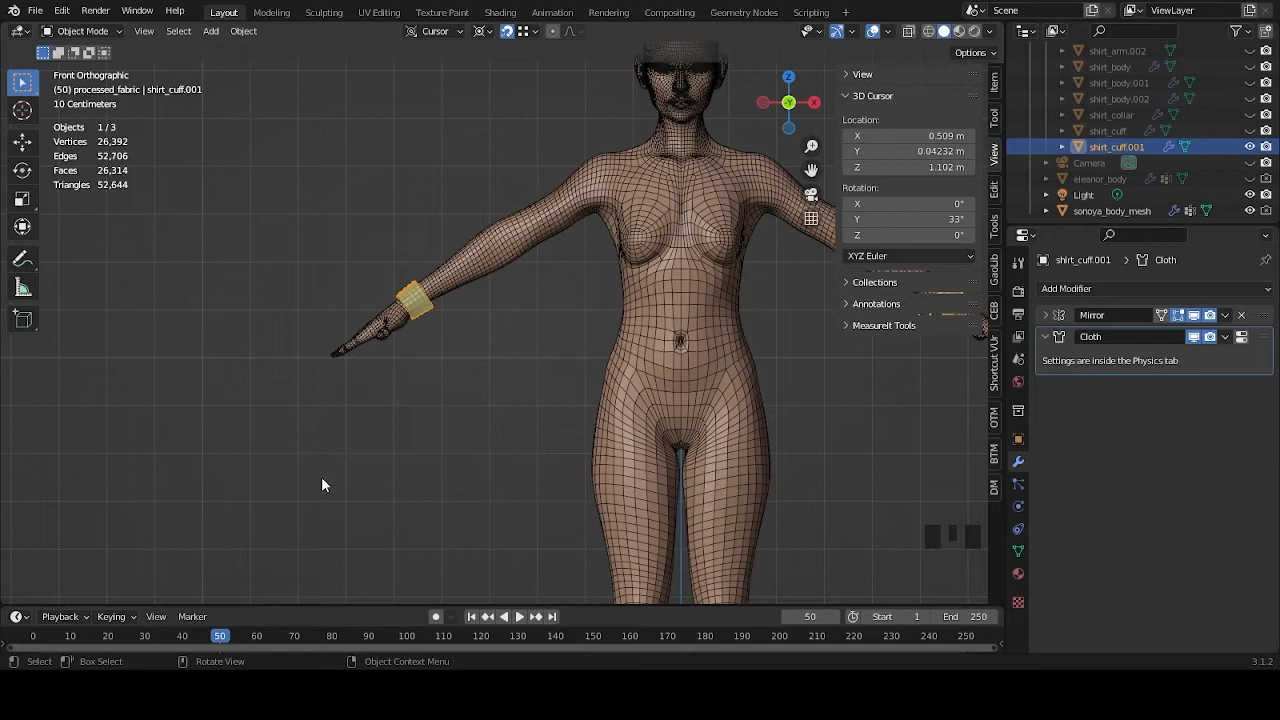 File Edit Render Window Help Layout Modeling Sculpting UV Editing Texture Paint Shading Animation Rendering Compositing Geometry Nodes Scripting + Scene ViewLayer
Object Mode View Select Add Object Cursor
Options
Front Orthographic
(50) processed_fabric | shirt_cuff.001
10 Centimeters
Objects 1 / 3
Vertices 26,392
Edges 52,706
Faces 26,314
Triangles 52,644
Z
X
-Y
View
3D Cursor
Location:
X 0.509 m
Y 0.04232 m
Z 1.102 m
Rotation:
X 0°
Y 33°
Z 0°
XYZ Euler
Collections
Annotations
MeasureIt Tools
Item
Tool
View
Edit
Tools
GaoLib
CEB
Shortcut VUr
OTM
BTM
DM
shirt_arm.002
shirt_body
shirt_body.001
shirt_body.002
shirt_collar
shirt_cuff
shirt_cuff.001
Camera
eleanor_body
Light
sonoya_body_mesh
shirt_cuff.001 > Cloth
Add Modifier
Mirror
Cloth
Settings are inside the Physics tab
Playback Keying View Marker 50 Start 1 End 250
0 10 20 30 40 50 60 70 80 90 100 110 120 130 140 150 160 170 180 190 200 210 220 230 240 250
Select Box Select Rotate View Object Context Menu 3.1.2